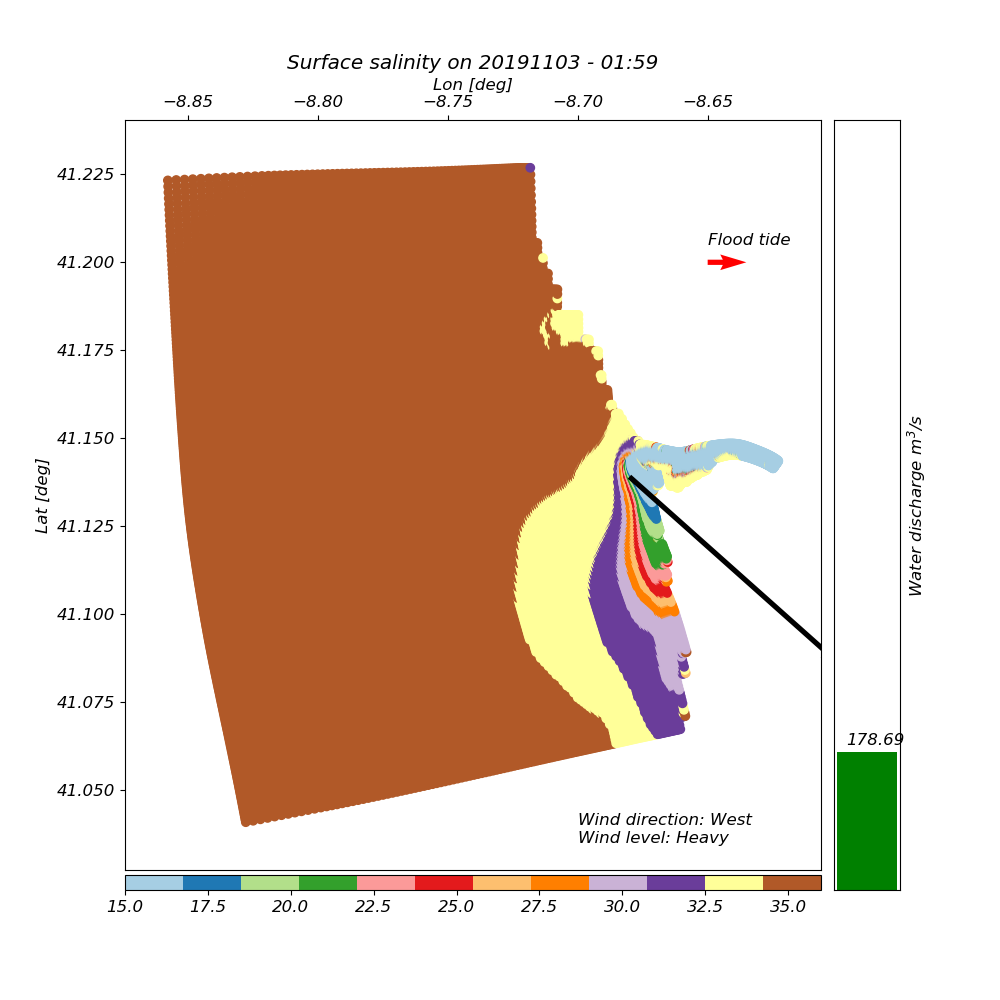 Surface salinity on 20191103 - 01:59
Lon [deg]
−8.85 −8.80 −8.75 −8.70 −8.65
41.225
41.200
41.175
41.150
41.125
41.100
41.075
41.050
Lat [deg]
Flood tide
Wind direction: West
Wind level: Heavy
15.0 17.5 20.0 22.5 25.0 27.5 30.0 32.5 35.0
178.69
Water discharge m³/s